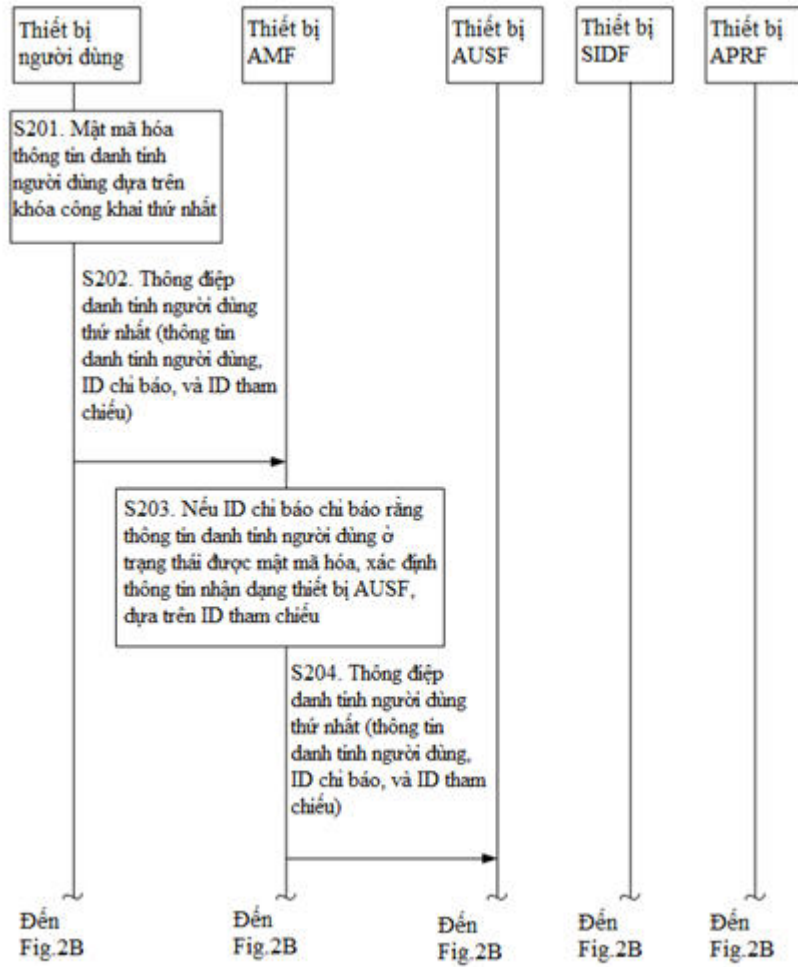 Thiết bị
người dùng
Thiết bị
AMF
Thiết bị
AUSF
Thiết bị
SIDF
Thiết bị
APRF
S201. Mật mã hóa
thông tin danh tính
người dùng dựa trên
khóa công khai thứ nhất
S202. Thông điệp
danh tính người dùng
thứ nhất (thông tin
danh tính người dùng,
ID chỉ báo, và ID tham
chiếu)
S203. Nếu ID chỉ báo chỉ báo rằng
thông tin danh tính người dùng ở
trạng thái được mật mã hóa, xác định
thông tin nhận dạng thiết bị AUSF,
dựa trên ID tham chiếu
S204. Thông điệp
danh tính người dùng
thứ nhất (thông tin
danh tính người dùng,
ID chỉ báo, và ID tham
chiếu)
Đến
Fig.2B
Đến
Fig.2B
Đến
Fig.2B
Đến
Fig.2B
Đến
Fig.2B